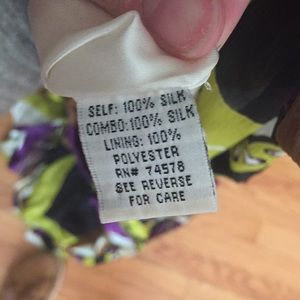 SELF: 100% SILK
COMBO:100% SILK
LINING: 100%
POLYESTER
RN# 74578
SEE REVERSE
FOR CARE